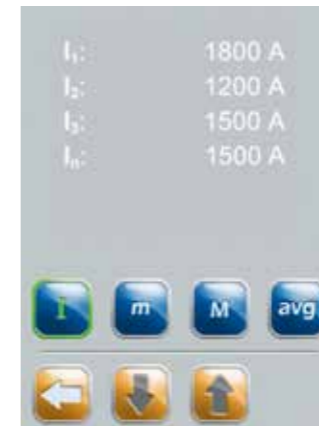 I₁: 1800 A
I₂: 1200 A
I₃: 1500 A
Iₙ: 1500 A
I m M avg